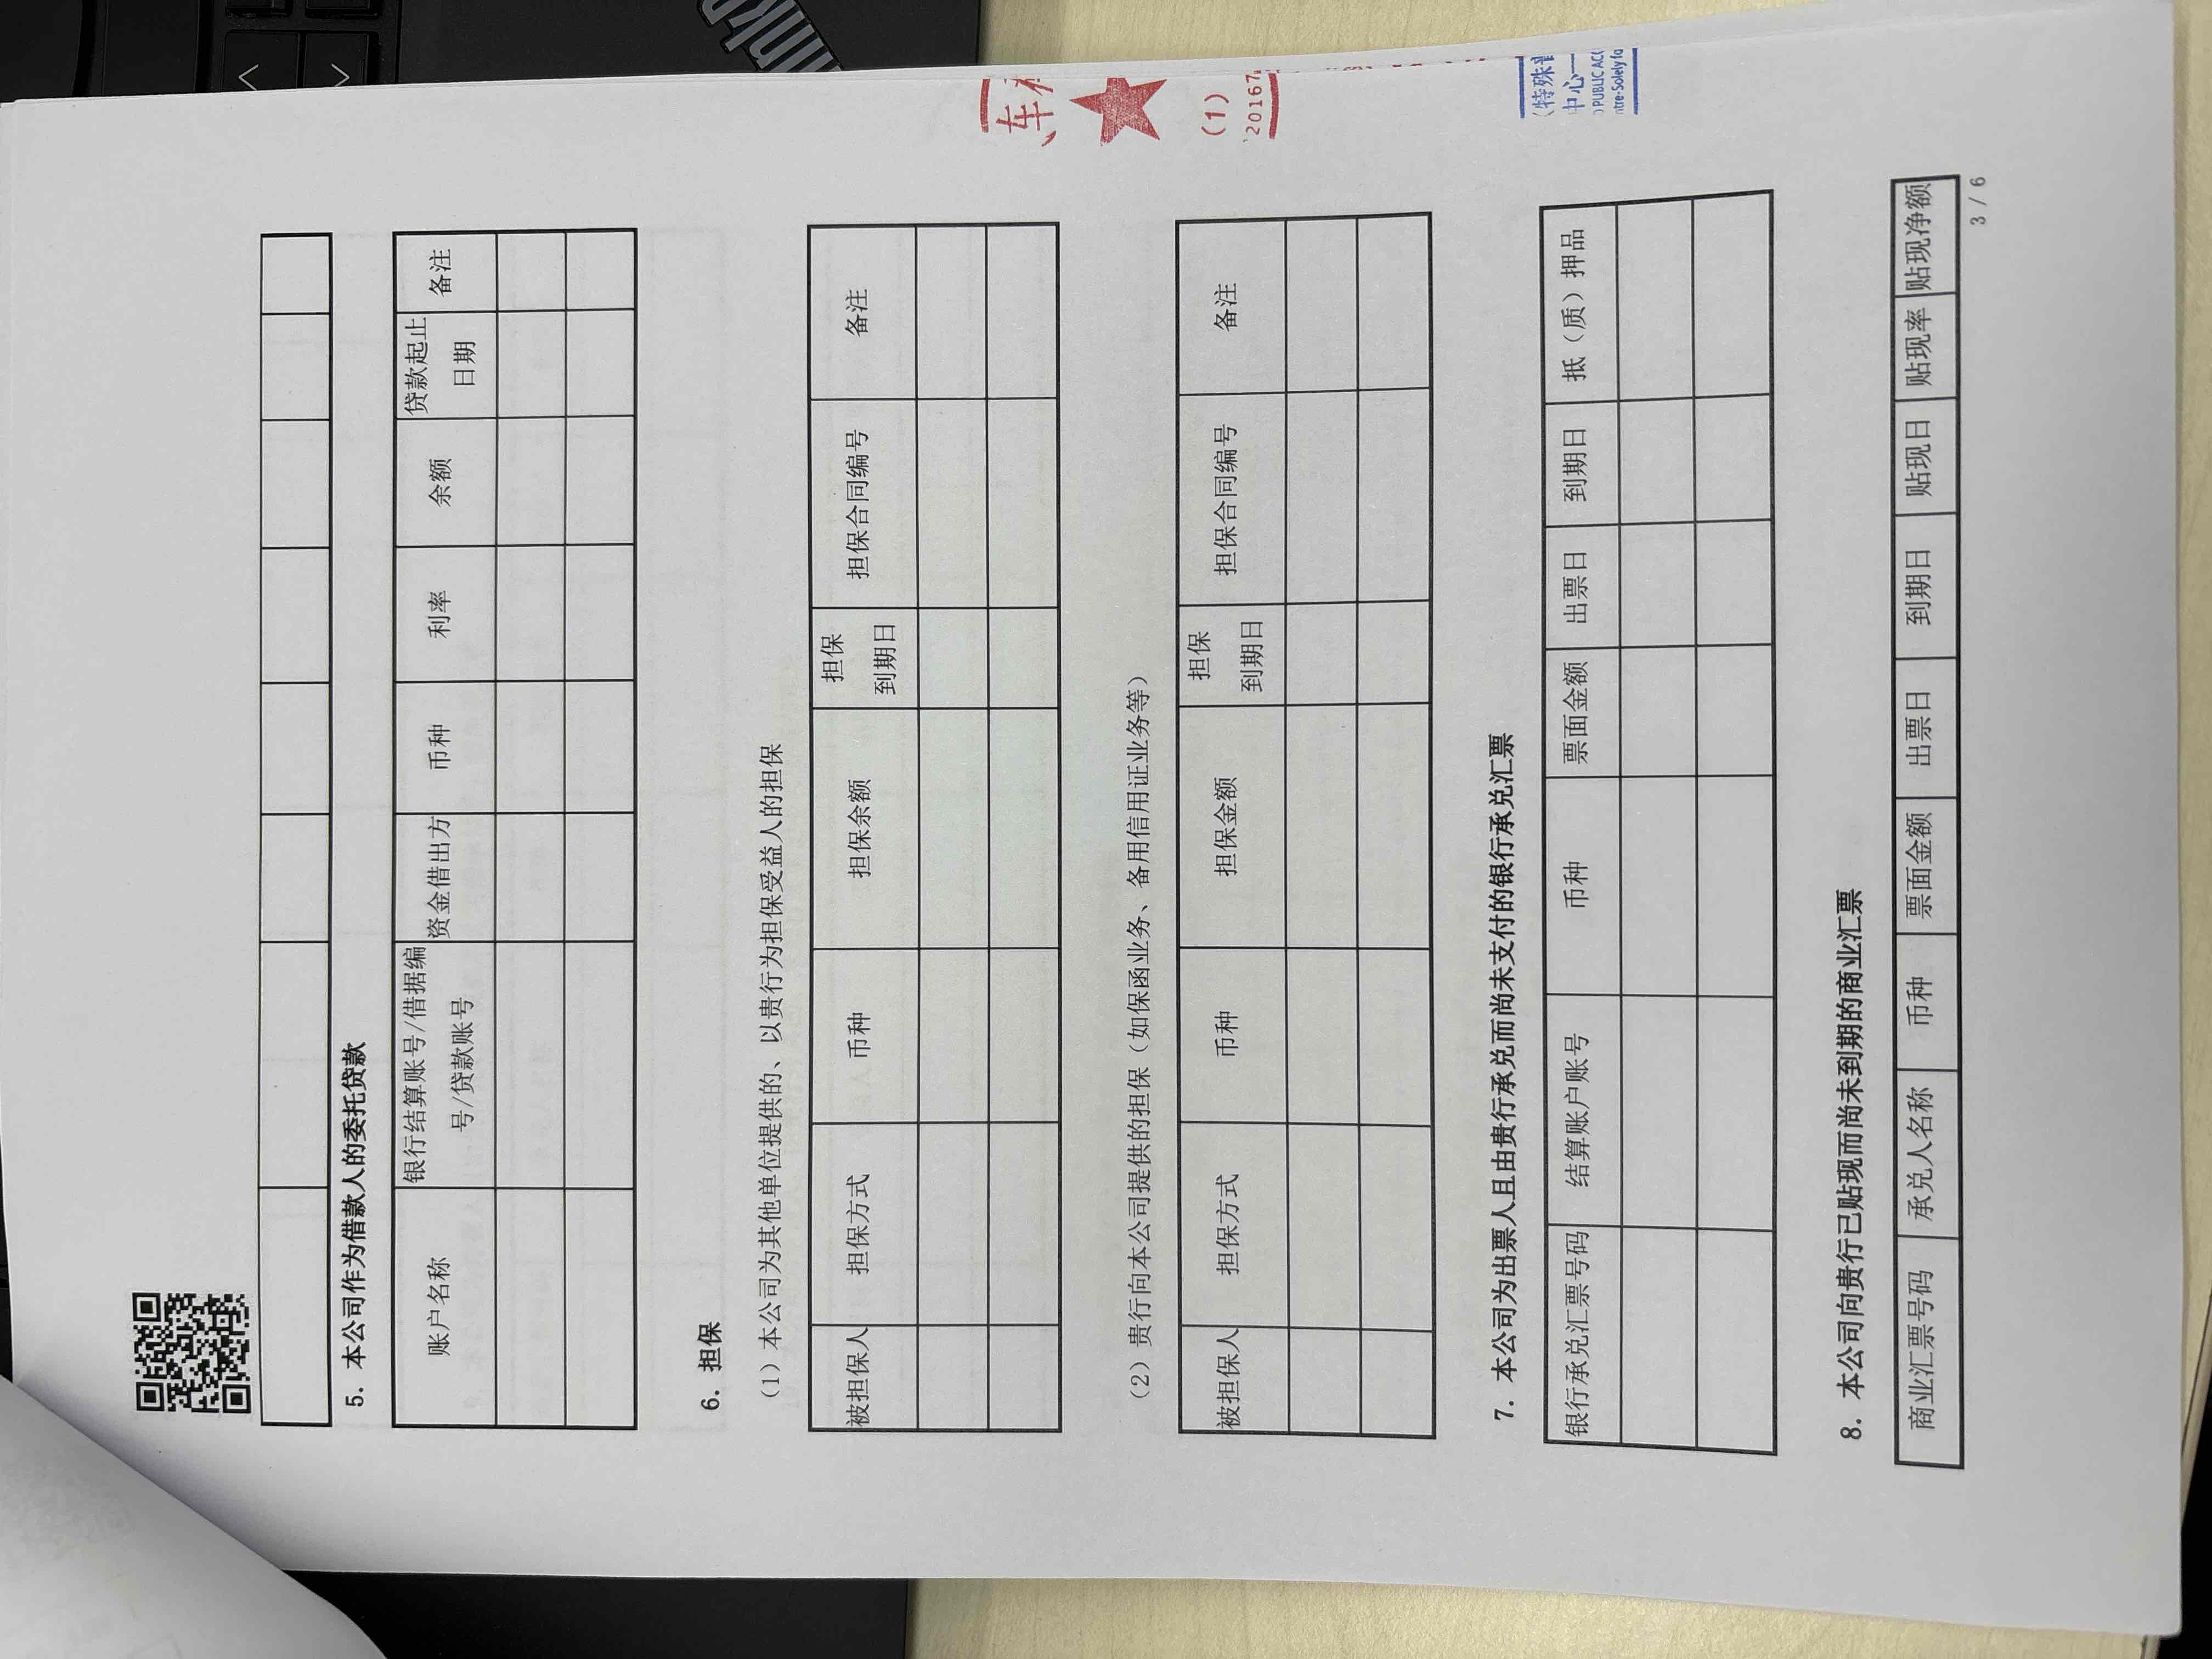 5. 本公司作为借款人的委托贷款
账户名称
银行结算账号/借据编
号/贷款账号
资金借出方
币种
利率
余额
贷款起止
日期
备注
6. 担保
（1）本公司为其他单位提供的、以贵行为担保受益人的担保
被担保人
担保方式
币种
担保余额
担保
到期日
担保合同编号
备注
（2）贵行向本公司提供的担保（如保函业务、备用信用证业务等）
被担保人
担保方式
币种
担保金额
担保
到期日
担保合同编号
备注
7. 本公司为出票人且由贵行承兑而尚未支付的银行承兑汇票
银行承兑汇票号码
结算账户账号
币种
票面金额
出票日
到期日
抵（质）押品
8. 本公司向贵行已贴现而尚未到期的商业汇票
商业汇票号码
承兑人名称
币种
票面金额
出票日
到期日
贴现日
贴现率
贴现净额
3 / 6
车
（1）
20167
（特殊普
中心—
PUBLIC AC
ntre-Solely fo